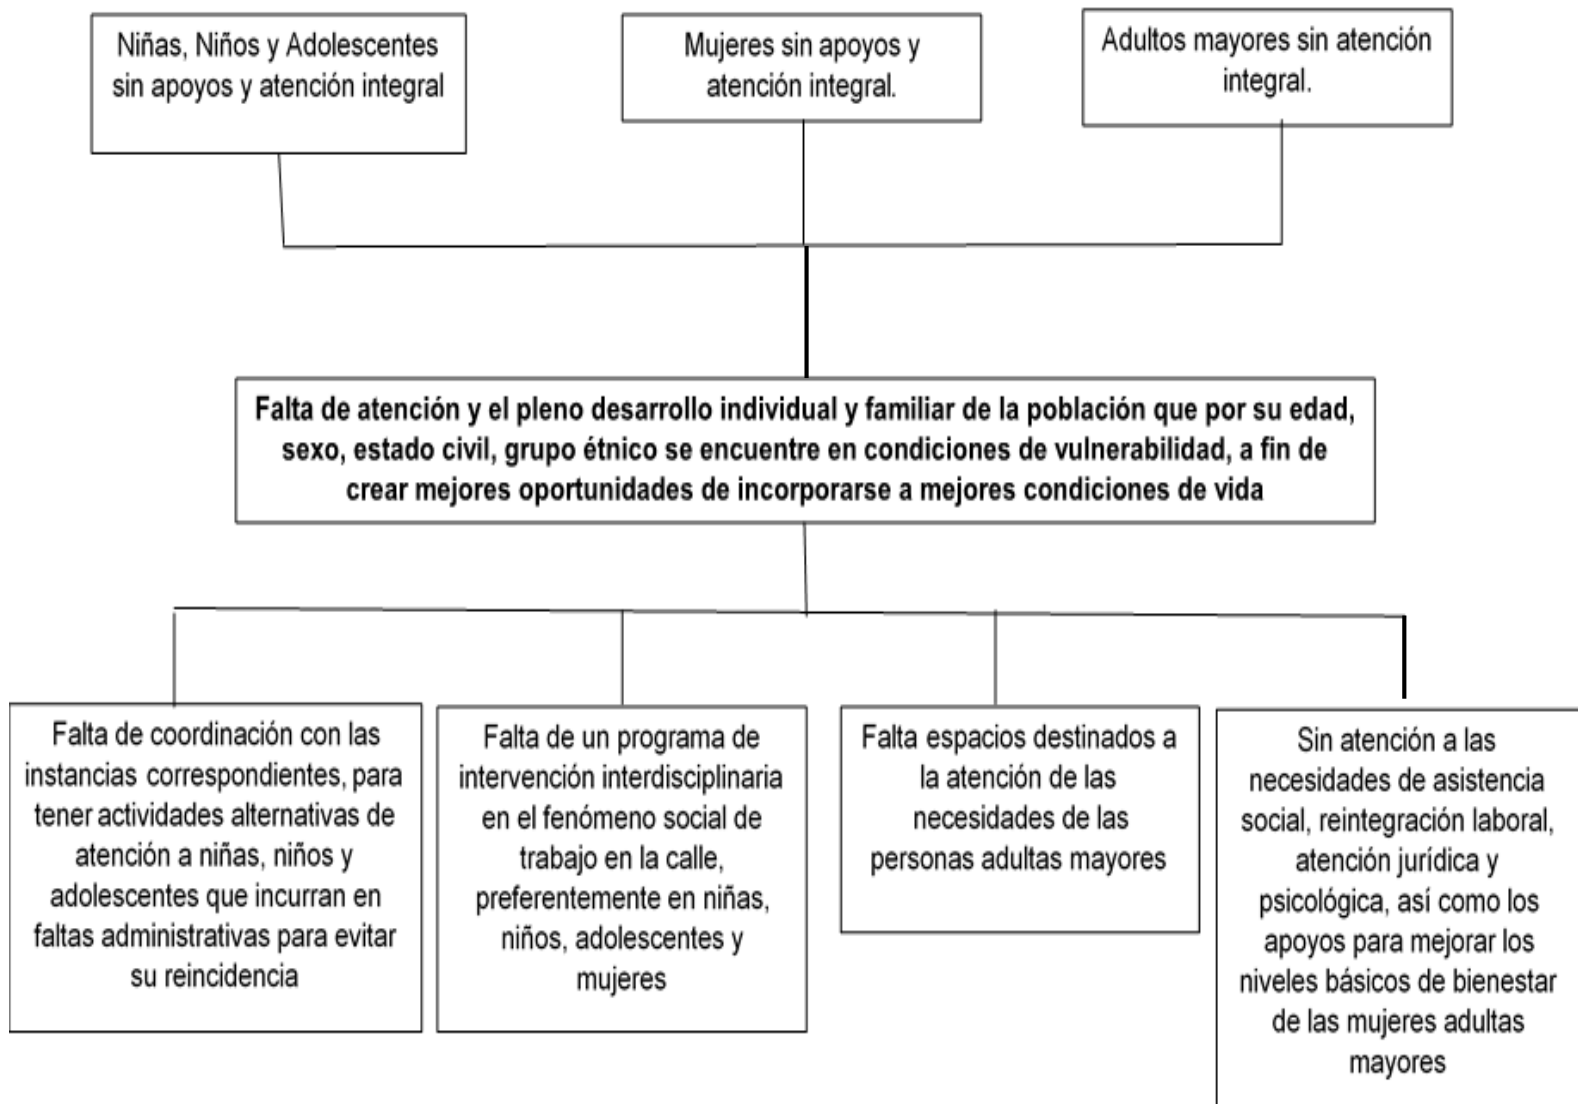 Niñas, Niños y Adolescentes
sin apoyos y atención integral
Mujeres sin apoyos y
atención integral.
Adultos mayores sin atención
integral.
Falta de atención y el pleno desarrollo individual y familiar de la población que por su edad,
sexo, estado civil, grupo étnico se encuentre en condiciones de vulnerabilidad, a fin de
crear mejores oportunidades de incorporarse a mejores condiciones de vida
Falta de coordinación con las
instancias correspondientes, para
tener actividades alternativas de
atención a niñas, niños y
adolescentes que incurran en
faltas administrativas para evitar
su reincidencia
Falta de un programa de
intervención interdisciplinaria
en el fenómeno social de
trabajo en la calle,
preferentemente en niñas,
niños, adolescentes y
mujeres
Falta espacios destinados a
la atención de las
necesidades de las
personas adultas mayores
Sin atención a las
necesidades de asistencia
social, reintegración laboral,
atención jurídica y
psicológica, así como los
apoyos para mejorar los
niveles básicos de bienestar
de las mujeres adultas
mayores